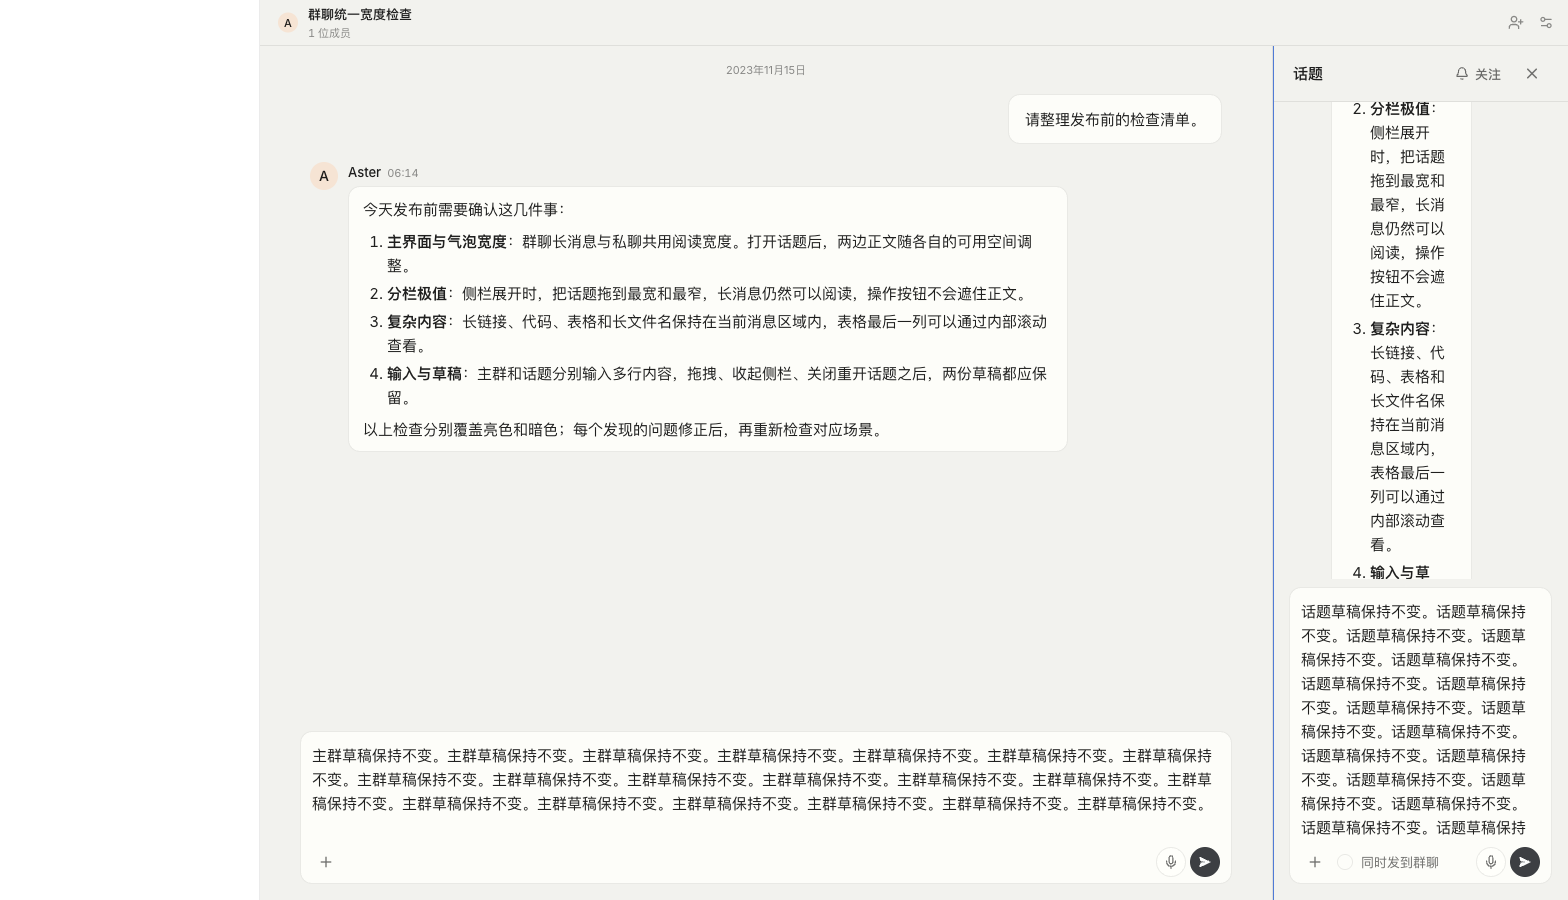 A
群聊统一宽度检查
1 位成员
2023年11月15日
请整理发布前的检查清单。
A
Aster 06:14
今天发布前需要确认这几件事：
1. 主界面与气泡宽度：群聊长消息与私聊共用阅读宽度。打开话题后，两边正文随各自的可用空间调
整。
2. 分栏极值：侧栏展开时，把话题拖到最宽和最窄，长消息仍然可以阅读，操作按钮不会遮住正文。
3. 复杂内容：长链接、代码、表格和长文件名保持在当前消息区域内，表格最后一列可以通过内部滚动
查看。
4. 输入与草稿：主群和话题分别输入多行内容，拖拽、收起侧栏、关闭重开话题之后，两份草稿都应保
留。
以上检查分别覆盖亮色和暗色；每个发现的问题修正后，再重新检查对应场景。
主群草稿保持不变。主群草稿保持不变。主群草稿保持不变。主群草稿保持不变。主群草稿保持不变。主群草稿保持不变。主群草稿保持
不变。主群草稿保持不变。主群草稿保持不变。主群草稿保持不变。主群草稿保持不变。主群草稿保持不变。主群草稿保持不变。主群草
稿保持不变。主群草稿保持不变。主群草稿保持不变。主群草稿保持不变。主群草稿保持不变。主群草稿保持不变。主群草稿保持不变。
话题
关注
2. 分栏极值：
侧栏展开
时，把话题
拖到最宽和
最窄，长消
息仍然可以
阅读，操作
按钮不会遮
住正文。
3. 复杂内容：
长链接、代
码、表格和
长文件名保
持在当前消
息区域内，
表格最后一
列可以通过
内部滚动查
看。
4. 输入与草
话题草稿保持不变。话题草稿保持
不变。话题草稿保持不变。话题草
稿保持不变。话题草稿保持不变。
话题草稿保持不变。话题草稿保持
不变。话题草稿保持不变。话题草
稿保持不变。话题草稿保持不变。
话题草稿保持不变。话题草稿保持
不变。话题草稿保持不变。话题草
稿保持不变。话题草稿保持不变。
话题草稿保持不变。话题草稿保持
同时发到群聊